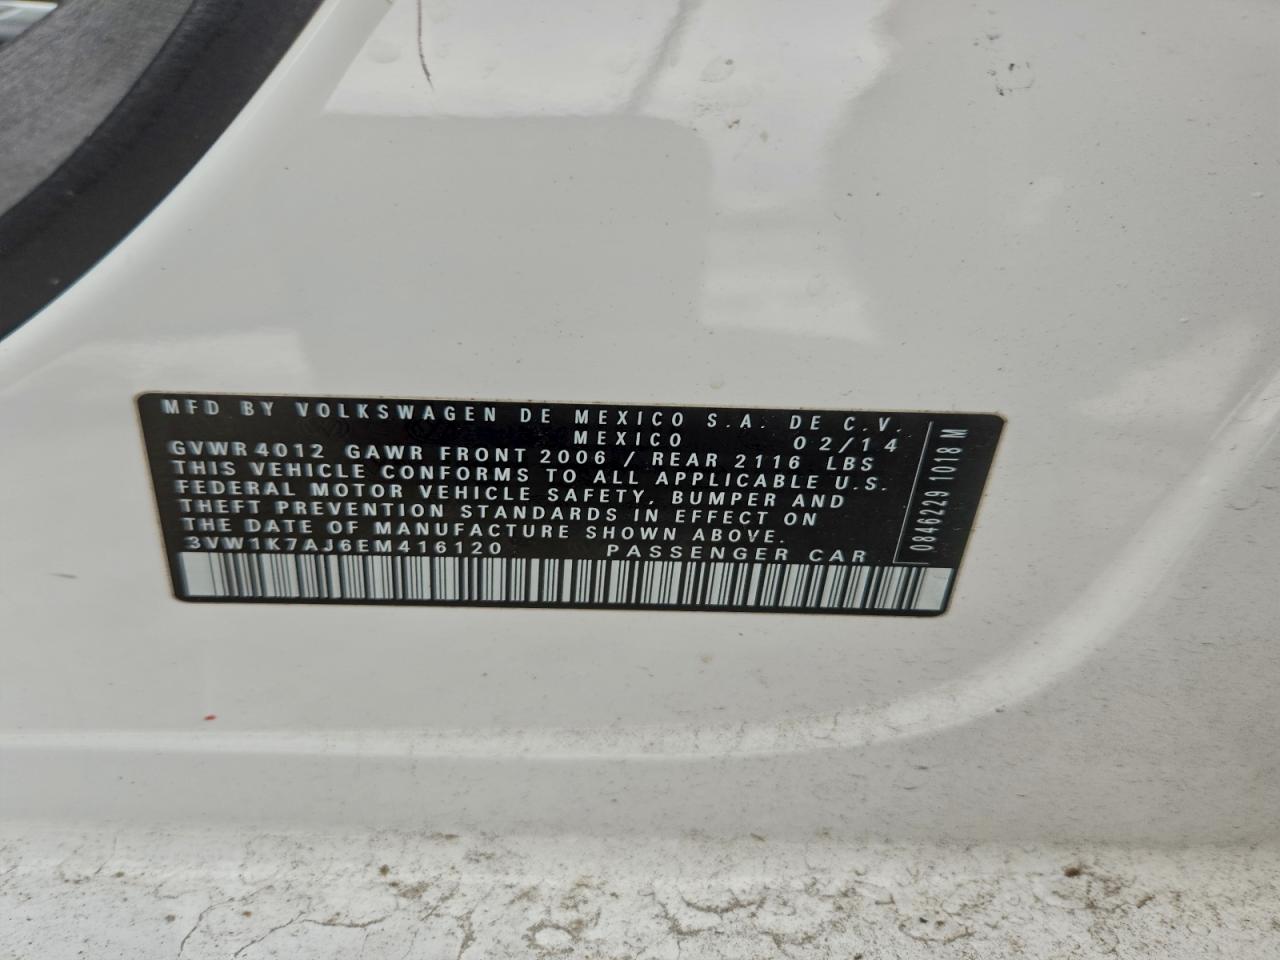 MFD BY VOLKSWAGEN DE MEXICO S.A. DE C.V.
MEXICO 02/14
GVWR 4012 GAWR FRONT 2006 / REAR 2116 LBS
THIS VEHICLE CONFORMS TO ALL APPLICABLE U.S.
FEDERAL MOTOR VEHICLE SAFETY, BUMPER AND
THEFT PREVENTION STANDARDS IN EFFECT ON
THE DATE OF MANUFACTURE SHOWN ABOVE.
3VW1K7AJ6EM416120 PASSENGER CAR
0846229 1018 M